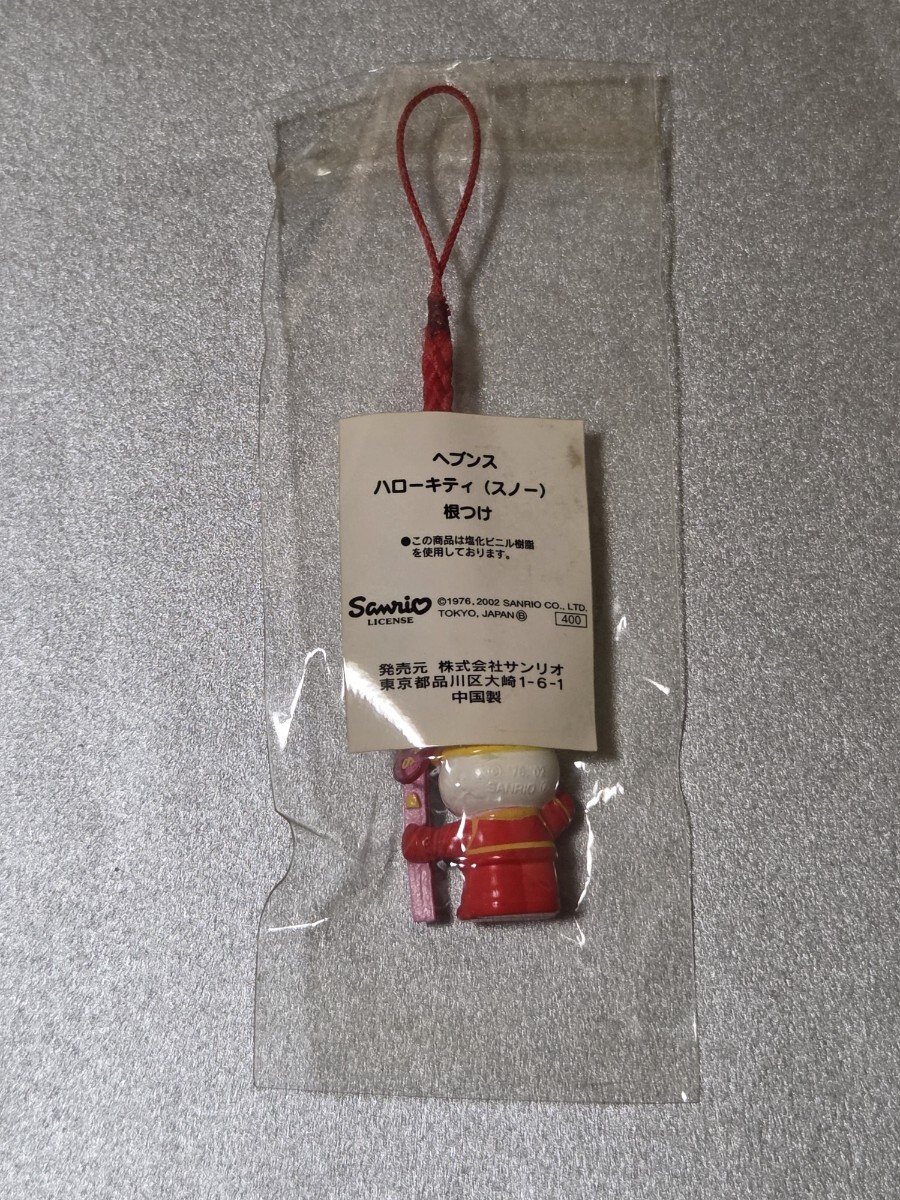 ヘブンス
ハローキティ（スノー）
根つけ
●この商品は塩化ビニル樹脂
を使用しております。
Sanrio
LICENSE
©1976, 2002 SANRIO CO., LTD.
TOKYO, JAPAN Ⓑ
400
発売元 株式会社サンリオ
東京都品川区大崎1-6-1
中国製
SANRIO